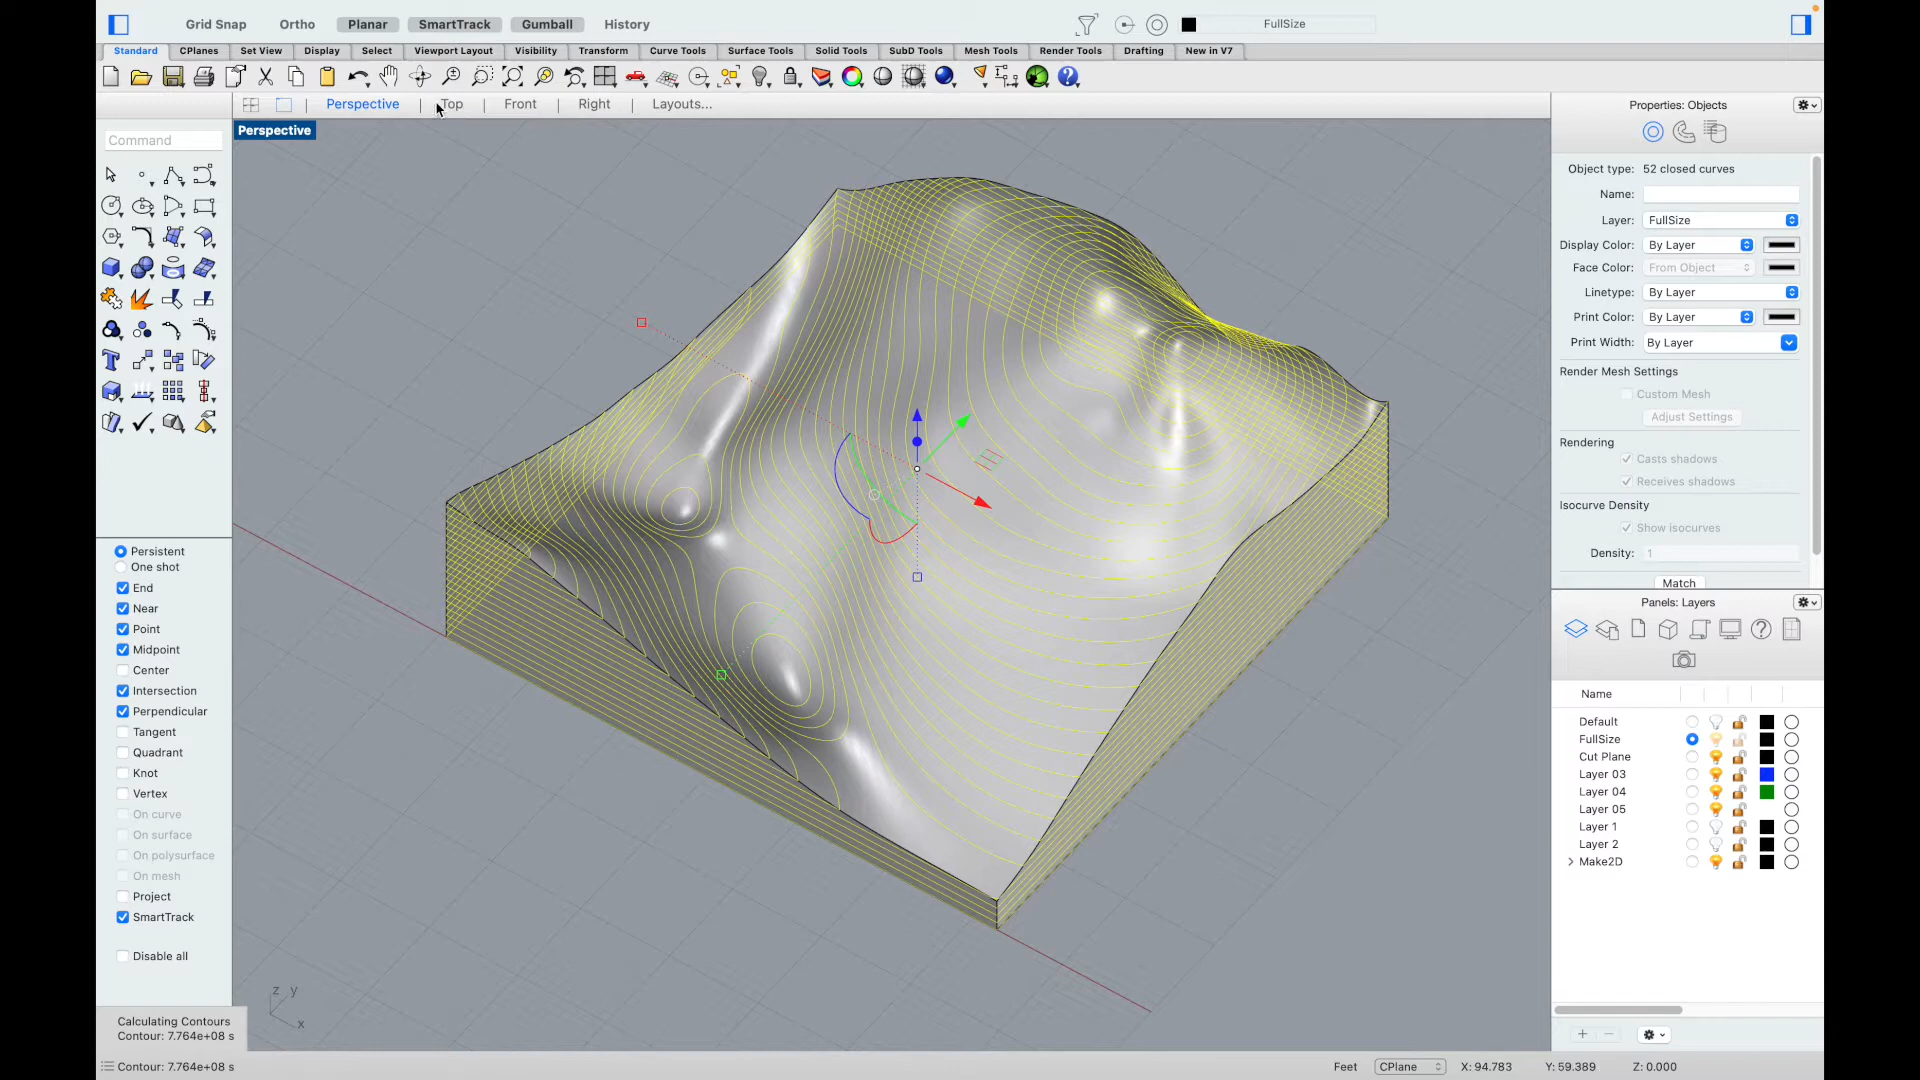 Grid Snap Ortho Planar SmartTrack Gumball History FullSize
Standard CPlanes Set View Display Select Viewport Layout Visibility Transform Curve Tools Surface Tools Solid Tools SubD Tools Mesh Tools Render Tools Drafting New in V7
Perspective | Top | Front | Right | Layouts...
Perspective
Command
Persistent
One shot
End
Near
Point
Midpoint
Center
Intersection
Perpendicular
Tangent
Quadrant
Knot
Vertex
On curve
On surface
On polysurface
On mesh
Project
SmartTrack
Disable all
Calculating Contours
Contour: 7.764e+08 s
Contour: 7.764e+08 s
z y
x
Properties: Objects
Object type: 52 closed curves
Name:
Layer: FullSize
Display Color: By Layer
Face Color: From Object
Linetype: By Layer
Print Color: By Layer
Print Width: By Layer
Render Mesh Settings
Custom Mesh
Adjust Settings
Rendering
Casts shadows
Receives shadows
Isocurve Density
Show isocurves
Density: 1
Match
Panels: Layers
Name
Default
FullSize
Cut Plane
Layer 03
Layer 04
Layer 05
Layer 1
Layer 2
Make2D
Feet CPlane X: 94.783 Y: 59.389 Z: 0.000